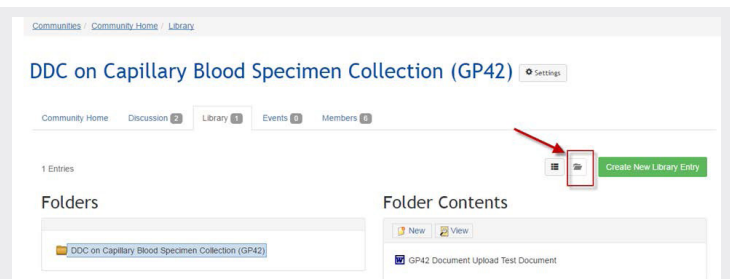 Communities / Community Home / Library
DDC on Capillary Blood Specimen Collection (GP42) Settings
Community Home Discussion 2 Library 1 Events 0 Members 6
1 Entries
Create New Library Entry
Folders
Folder Contents
New View
DDC on Capillary Blood Specimen Collection (GP42)
GP42 Document Upload Test Document